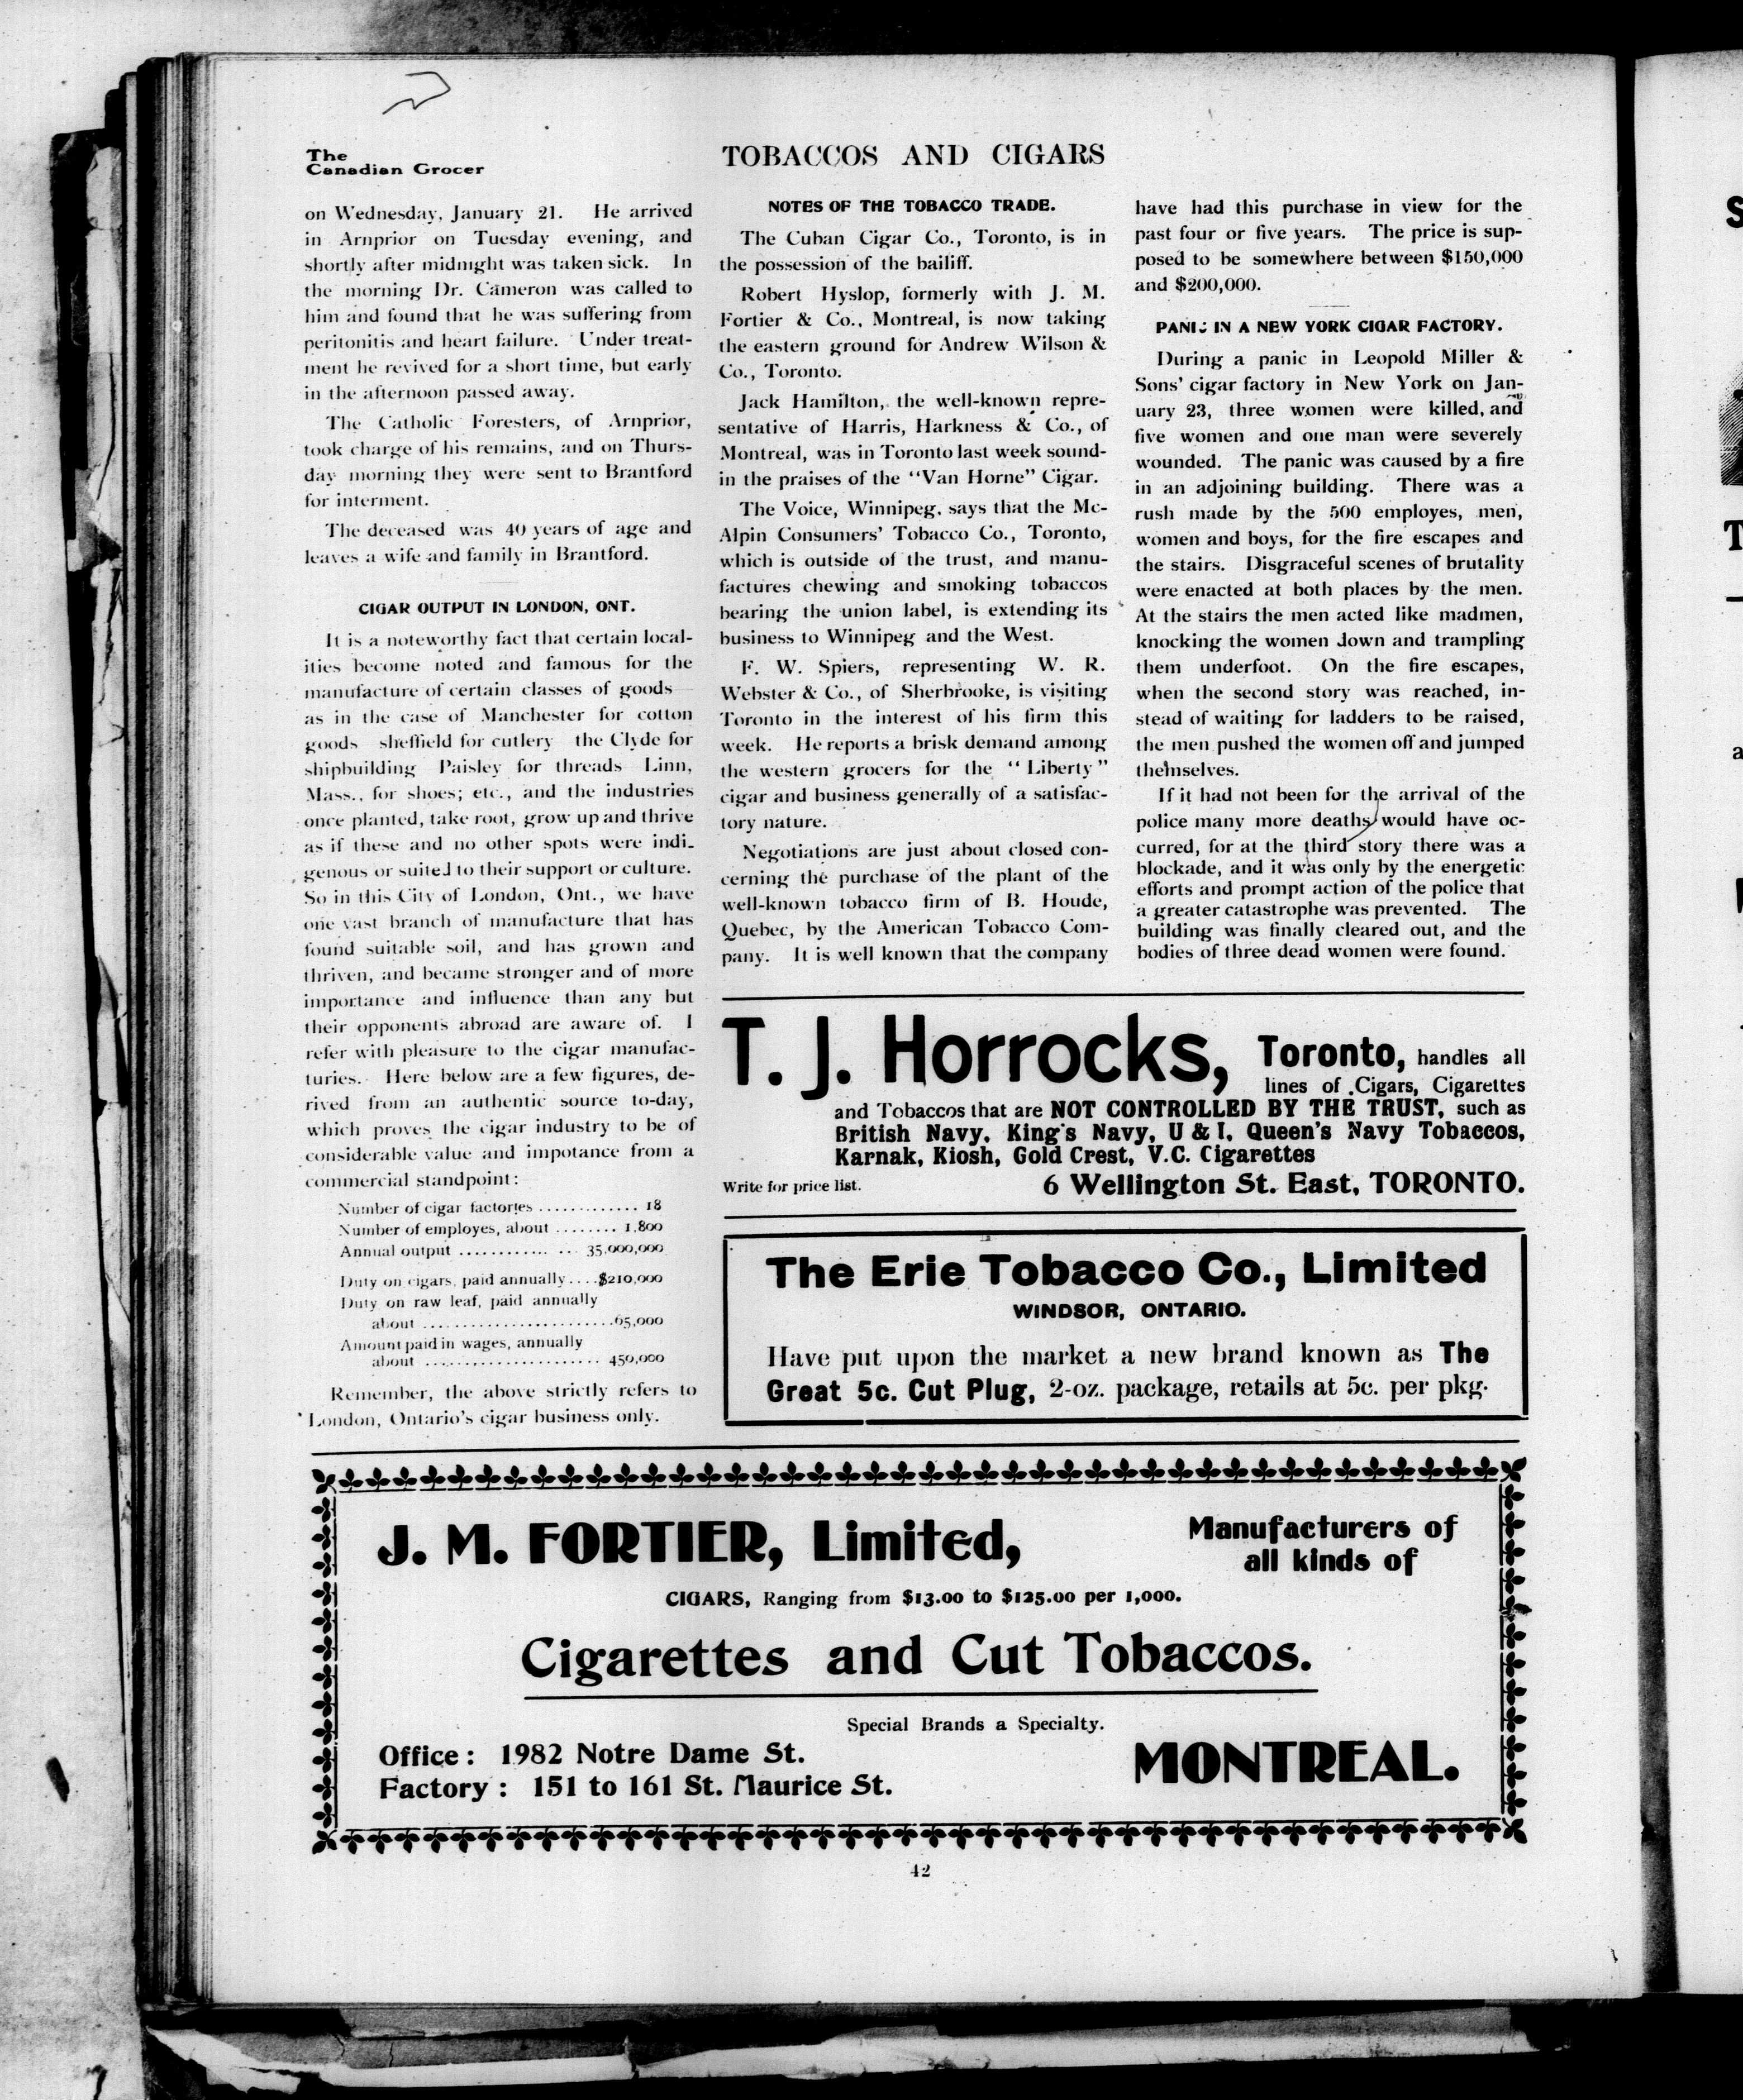 The
Canadian Grocer
TOBACCOS AND CIGARS
on Wednesday, January 21. He arrived
in Arnprior on Tuesday evening, and
shortly after midnight was taken sick. In
the morning Dr. Cameron was called to
him and found that he was suffering from
peritonitis and heart failure. Under treat-
ment he revived for a short time, but early
in the afternoon passed away.
The Catholic Foresters, of Arnprior,
took charge of his remains, and on Thurs-
day morning they were sent to Brantford
for interment.
The deceased was 40 years of age and
leaves a wife and family in Brantford.
CIGAR OUTPUT IN LONDON, ONT.
It is a noteworthy fact that certain local-
ities become noted and famous for the
manufacture of certain classes of goods—
as in the case of Manchester for cotton
goods sheffield for cutlery the Clyde for
shipbuilding Paisley for threads Linn,
Mass., for shoes; etc., and the industries
once planted, take root, grow up and thrive
as if these and no other spots were indi-
genous or suited to their support or culture.
So in this City of London, Ont., we have
one vast branch of manufacture that has
found suitable soil, and has grown and
thriven, and became stronger and of more
importance and influence than any but
their opponents abroad are aware of. I
refer with pleasure to the cigar manufac-
turies. Here below are a few figures, de-
rived from an authentic source to-day,
which proves the cigar industry to be of
considerable value and impotance from a
commercial standpoint:
Number of cigar factories ............. 18
Number of employes, about ........ 1,800
Annual output ............ ... 35,000,000
Duty on cigars, paid annually....$210,000
Duty on raw leaf, paid annually
about ........................65,000
Amount paid in wages, annually
about ...................... 450,000
Remember, the above strictly refers to
London, Ontario's cigar business only.
NOTES OF THE TOBACCO TRADE.
The Cuban Cigar Co., Toronto, is in
the possession of the bailiff.
Robert Hyslop, formerly with J. M.
Fortier & Co., Montreal, is now taking
the eastern ground for Andrew Wilson &
Co., Toronto.
Jack Hamilton, the well-known repre-
sentative of Harris, Harkness & Co., of
Montreal, was in Toronto last week sound-
in the praises of the "Van Horne" Cigar.
The Voice, Winnipeg, says that the Mc-
Alpin Consumers' Tobacco Co., Toronto,
which is outside of the trust, and manu-
factures chewing and smoking tobaccos
bearing the union label, is extending its
business to Winnipeg and the West.
F. W. Spiers, representing W. R.
Webster & Co., of Sherbrooke, is visiting
Toronto in the interest of his firm this
week. He reports a brisk demand among
the western grocers for the "Liberty"
cigar and business generally of a satisfac-
tory nature.
Negotiations are just about closed con-
cerning the purchase of the plant of the
well-known tobacco firm of B. Houde,
Quebec, by the American Tobacco Com-
pany. It is well known that the company
have had this purchase in view for the
past four or five years. The price is sup-
posed to be somewhere between $150,000
and $200,000.
PANIC IN A NEW YORK CIGAR FACTORY.
During a panic in Leopold Miller &
Sons' cigar factory in New York on Jan-
uary 23, three women were killed, and
five women and one man were severely
wounded. The panic was caused by a fire
in an adjoining building. There was a
rush made by the 500 employes, men,
women and boys, for the fire escapes and
the stairs. Disgraceful scenes of brutality
were enacted at both places by the men.
At the stairs the men acted like madmen,
knocking the women down and trampling
them underfoot. On the fire escapes,
when the second story was reached, in-
stead of waiting for ladders to be raised,
the men pushed the women off and jumped
themselves.
If it had not been for the arrival of the
police many more deaths would have oc-
curred, for at the third story there was a
blockade, and it was only by the energetic
efforts and prompt action of the police that
a greater catastrophe was prevented. The
building was finally cleared out, and the
bodies of three dead women were found.
T. J. Horrocks, Toronto, handles all
lines of Cigars, Cigarettes
and Tobaccos that are NOT CONTROLLED BY THE TRUST, such as
British Navy, King's Navy, U & I, Queen's Navy Tobaccos,
Karnak, Kiosh, Gold Crest, V.C. Cigarettes
Write for price list. 6 Wellington St. East, TORONTO.
The Erie Tobacco Co., Limited
WINDSOR, ONTARIO.
Have put upon the market a new brand known as The
Great 5c. Cut Plug, 2-oz. package, retails at 5c. per pkg.
J. M. FORTIER, Limited,
Manufacturers of
all kinds of
CIGARS, Ranging from $13.00 to $125.00 per 1,000.
Cigarettes and Cut Tobaccos.
Special Brands a Specialty.
Office: 1982 Notre Dame St.
Factory: 151 to 161 St. Maurice St.
MONTREAL.
42